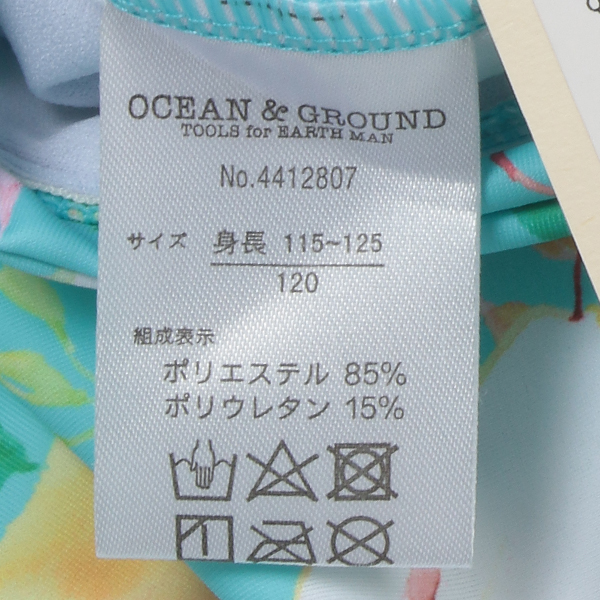 OCEAN & GROUND
TOOLS for EARTH MAN
No.4412807
サイズ 身長 115~125
120
組成表示
ポリエステル 85%
ポリウレタン 15%